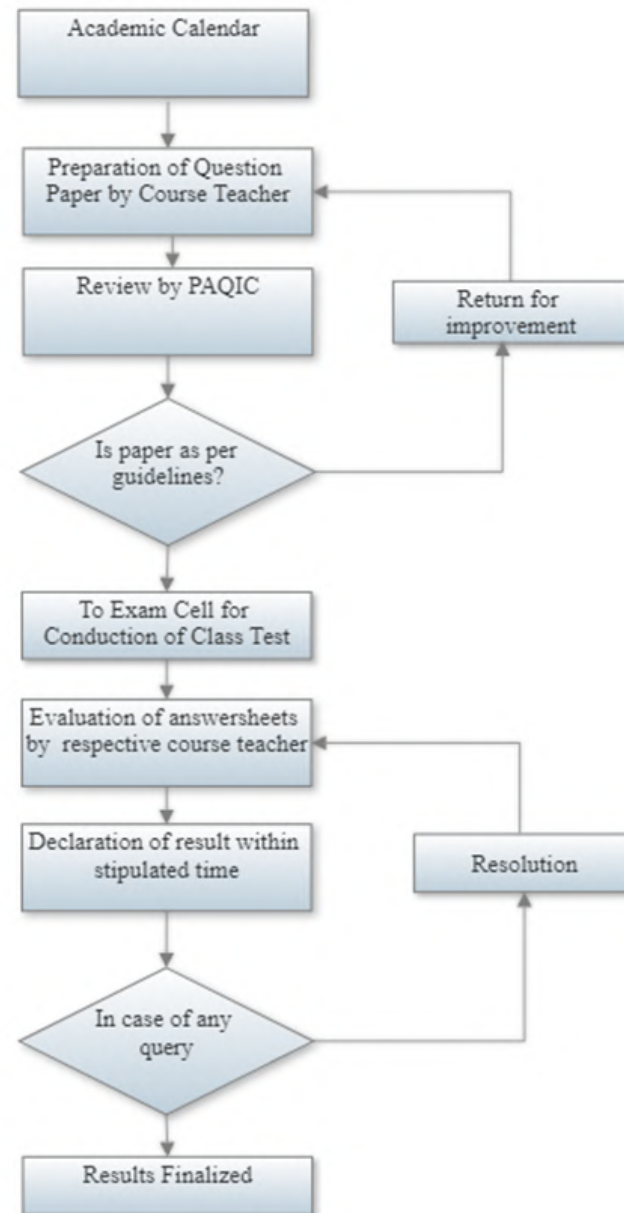 Academic Calendar
Preparation of Question
Paper by Course Teacher
Review by PAQIC
Return for
improvement
Is paper as per
guidelines?
To Exam Cell for
Conduction of Class Test
Evaluation of answersheets
by respective course teacher
Declaration of result within
stipulated time
Resolution
In case of any
query
Results Finalized